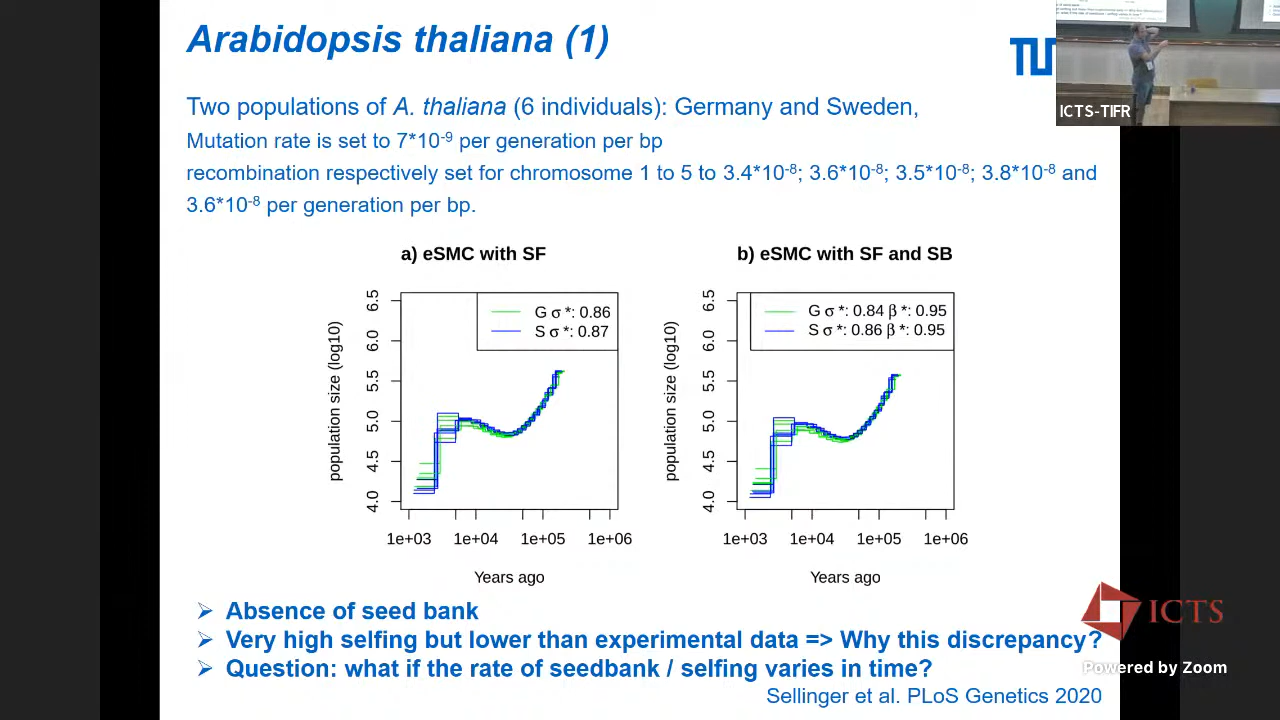 Arabidopsis thaliana (1)
Two populations of A. thaliana (6 individuals): Germany and Sweden,
Mutation rate is set to 7*10-9 per generation per bp
recombination respectively set for chromosome 1 to 5 to 3.4*10-8; 3.6*10-8; 3.5*10-8; 3.8*10-8 and
3.6*10-8 per generation per bp.
ICTS-TIFR
a) eSMC with SF
G σ *: 0.86
S σ *: 0.87
population size (log10)
6.5
6.0
5.5
5.0
4.5
4.0
1e+03 1e+04 1e+05 1e+06
Years ago
b) eSMC with SF and SB
G σ *: 0.84 β *: 0.95
S σ *: 0.86 β *: 0.95
population size (log10)
6.5
6.0
5.5
5.0
4.5
4.0
1e+03 1e+04 1e+05 1e+06
Years ago
➢ Absence of seed bank
➢ Very high selfing but lower than experimental data => Why this discrepancy?
➢ Question: what if the rate of seedbank / selfing varies in time?
Sellinger et al. PLoS Genetics 2020
ICTS
Powered by Zoom